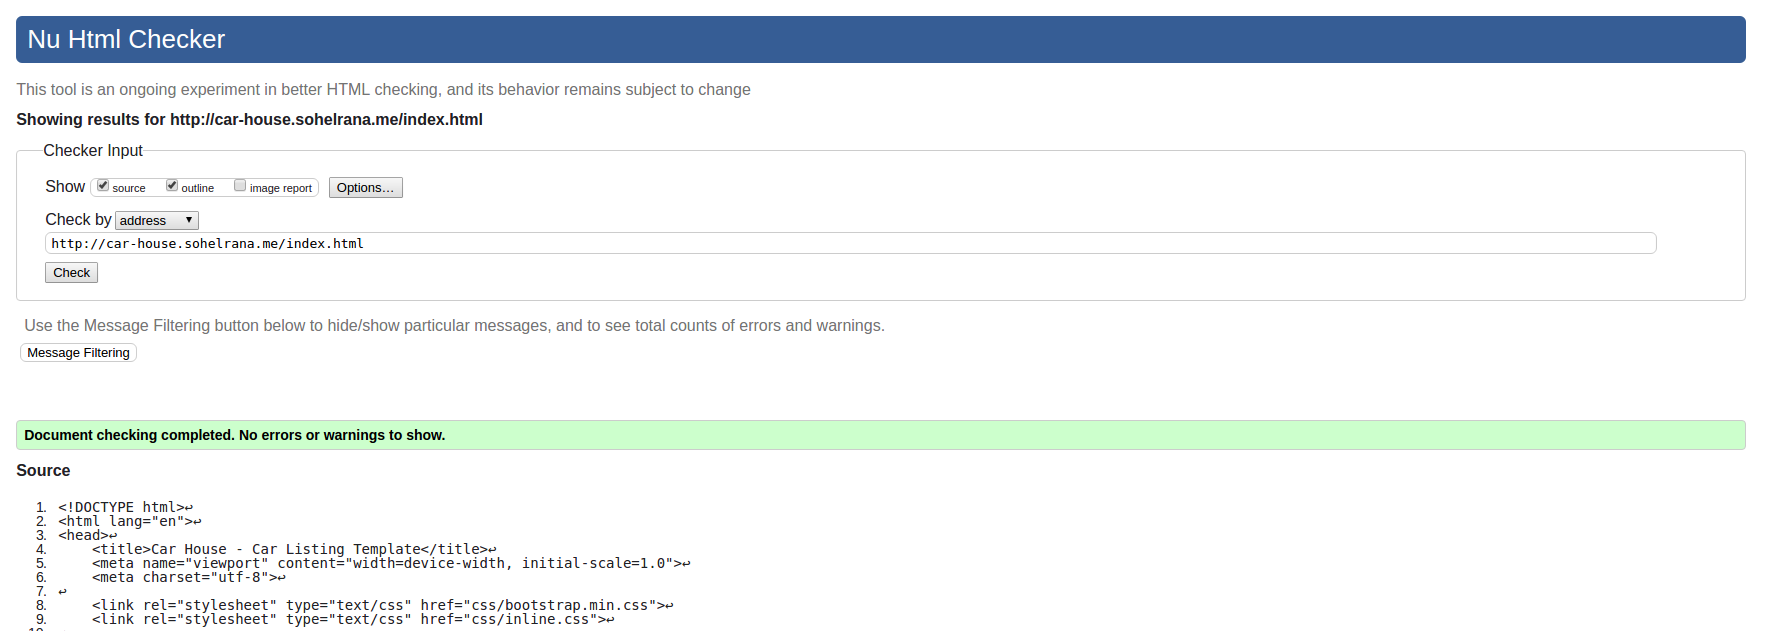 Nu Html Checker
This tool is an ongoing experiment in better HTML checking, and its behavior remains subject to change
Showing results for http://car-house.sohelrana.me/index.html
Checker Input
Show source outline image report Options…
Check by address
http://car-house.sohelrana.me/index.html
Check
Use the Message Filtering button below to hide/show particular messages, and to see total counts of errors and warnings.
Message Filtering
Document checking completed. No errors or warnings to show.
Source
1. <!DOCTYPE html>↩
2. <html lang="en">↩
3. <head>↩
4.     <title>Car House - Car Listing Template</title>↩
5.     <meta name="viewport" content="width=device-width, initial-scale=1.0">↩
6.     <meta charset="utf-8">↩
7. ↩
8.     <link rel="stylesheet" type="text/css" href="css/bootstrap.min.css">↩
9.     <link rel="stylesheet" type="text/css" href="css/inline.css">↩